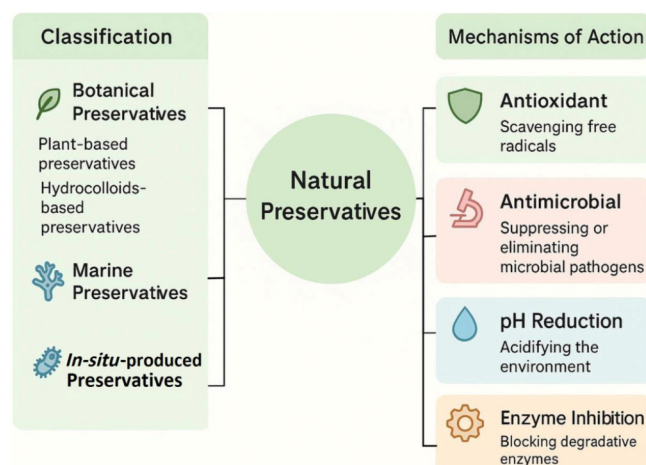 Classification
Botanical
Preservatives
Plant-based
preservatives
Hydrocolloids-
based
preservatives
Marine
Preservatives
In-situ-produced
Preservatives
Natural
Preservatives
Mechanisms of Action
Antioxidant
Scavenging free
radicals
Antimicrobial
Suppressing or
eliminating
microbial pathogens
pH Reduction
Acidifying the
environment
Enzyme Inhibition
Blocking degradative
enzymes